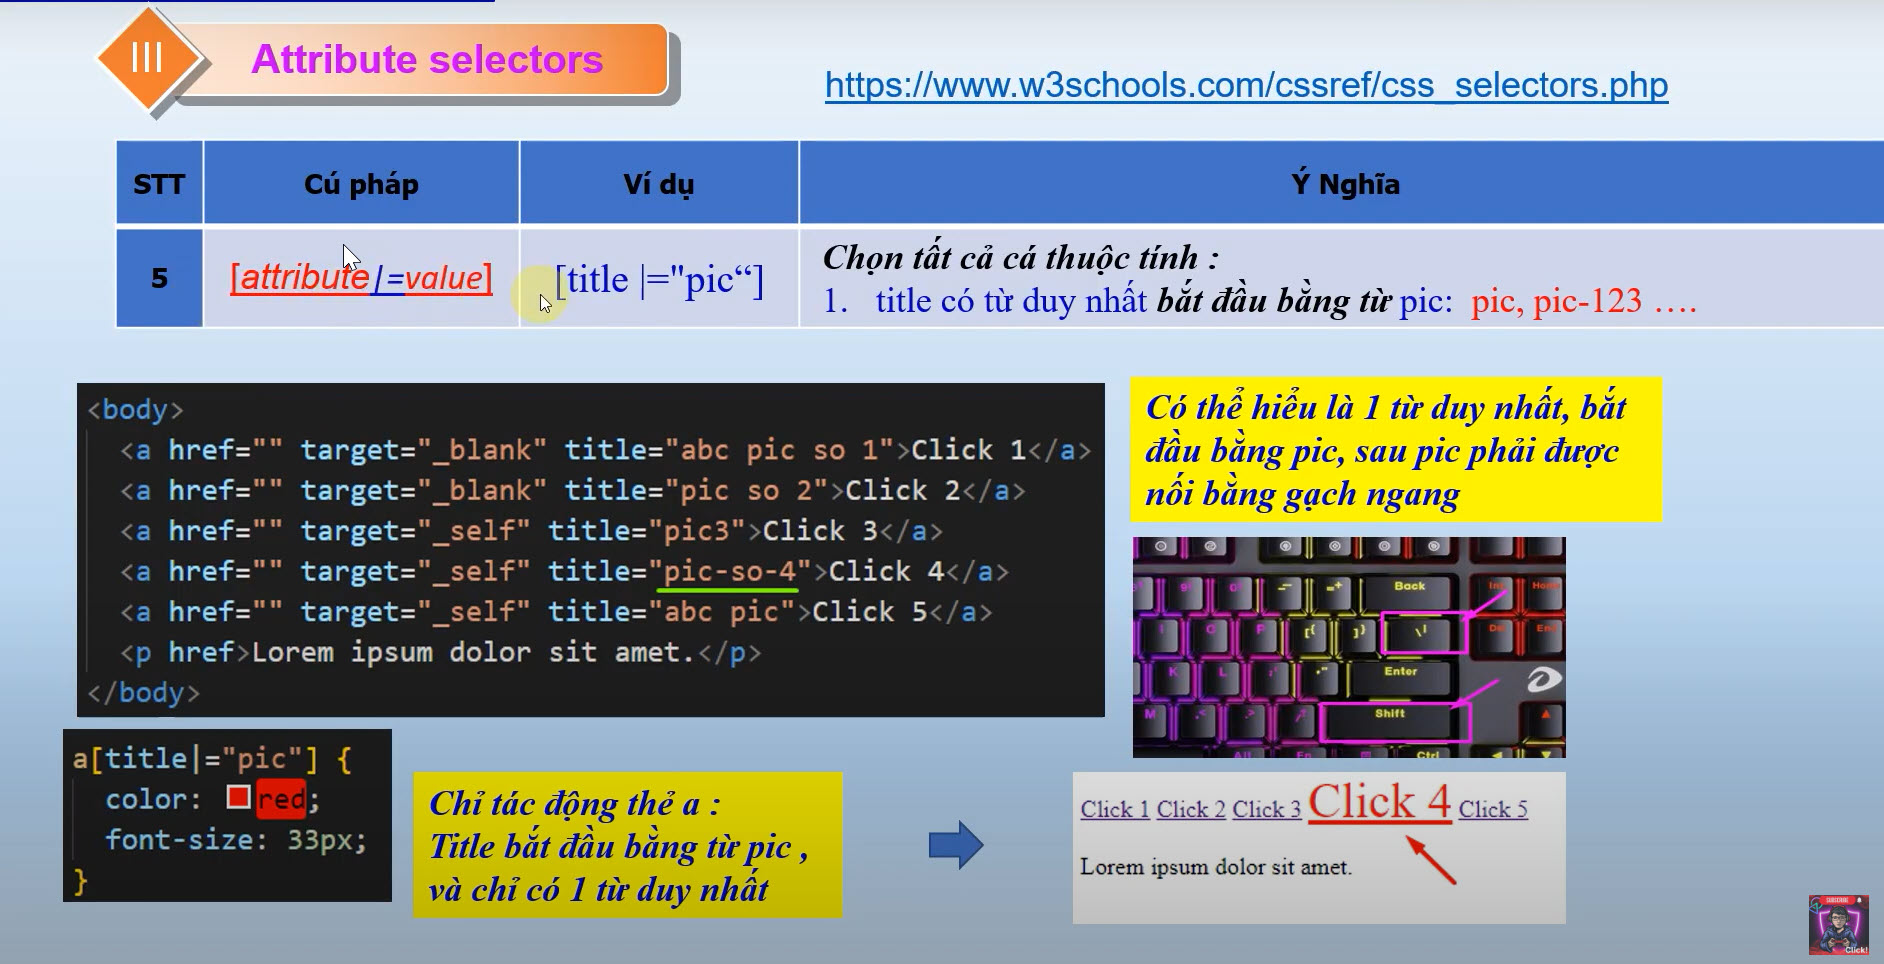 III
Attribute selectors
https://www.w3schools.com/cssref/css_selectors.php
STT Cú pháp Ví dụ Ý Nghĩa
5 [attribute|=value] [title |="pic“] Chọn tất cả cá thuộc tính :
1. title có từ duy nhất bắt đầu bằng từ pic: pic, pic-123 ....
<body>
<a href="" target="_blank" title="abc pic so 1">Click 1</a>
<a href="" target="_blank" title="pic so 2">Click 2</a>
<a href="" target="_self" title="pic3">Click 3</a>
<a href="" target="_self" title="pic-so-4">Click 4</a>
<a href="" target="_self" title="abc pic">Click 5</a>
<p href>Lorem ipsum dolor sit amet.</p>
</body>
Có thể hiểu là 1 từ duy nhất, bắt
đầu bằng pic, sau pic phải được
nối bằng gạch ngang
Back
Ins Home
I O P [{ ]} \|
Del End
K L Enter
M Shift
Alt Fn Ctrl
a[title|="pic"] {
color: red;
font-size: 33px;
}
Chỉ tác động thẻ a :
Title bắt đầu bằng từ pic ,
và chỉ có 1 từ duy nhất
Click 1 Click 2 Click 3 Click 4 Click 5
Lorem ipsum dolor sit amet.
SUBSCRIBE
Click!